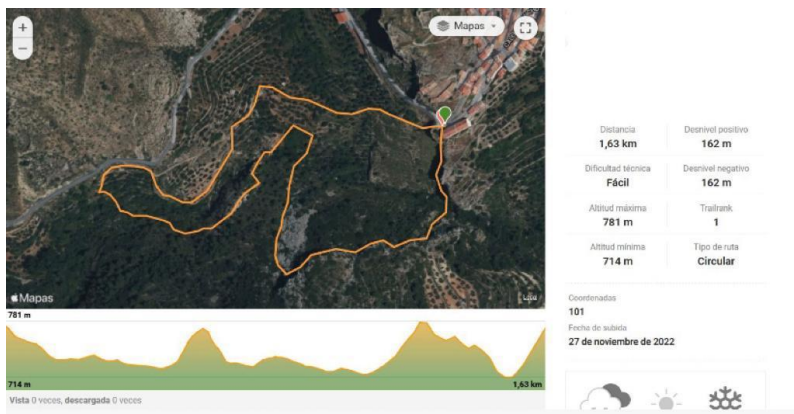 +
Mapas
−
Mapas
781 m
714 m
1,63 km
Vista 0 veces, descargada 0 veces
Distancia
1,63 km
Desnivel positivo
162 m
Dificultad técnica
Fácil
Desnivel negativo
162 m
Altitud máxima
781 m
Trailrank
1
Altitud mínima
714 m
Tipo de ruta
Circular
Coordenadas
101
Fecha de subida
27 de noviembre de 2022